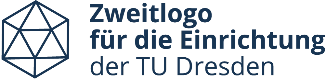 Zweitlogo
für die Einrichtung
der TU Dresden